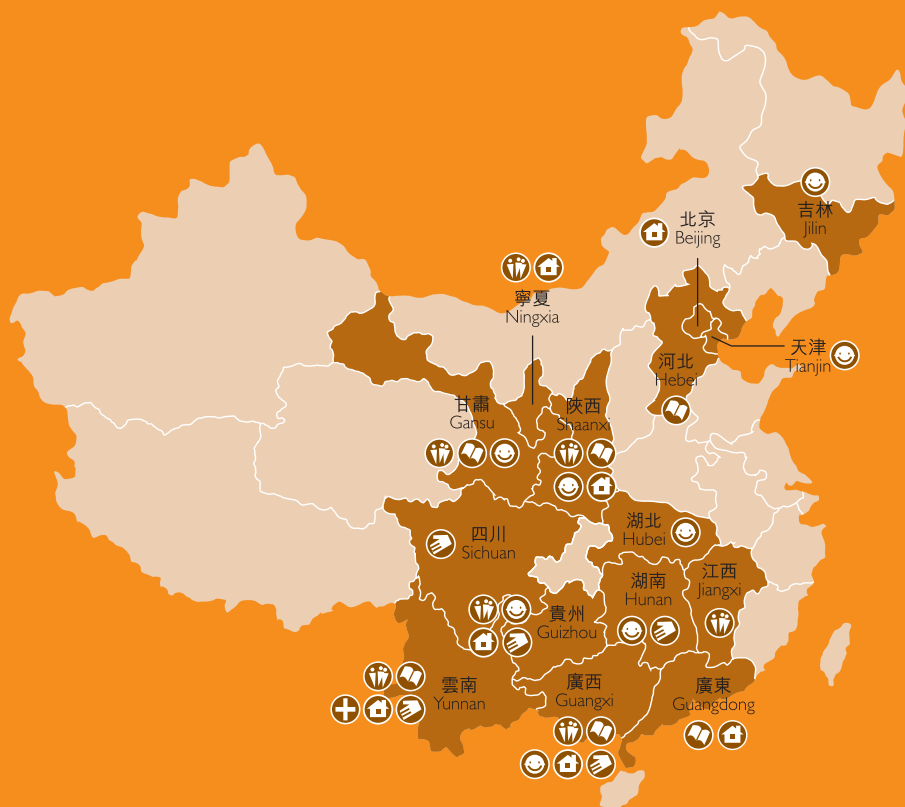 吉林
Jilin
北京
Beijing
寧夏
Ningxia
天津
Tianjin
河北
Hebei
甘肅
Gansu
陝西
Shaanxi
四川
Sichuan
湖北
Hubei
江西
Jiangxi
湖南
Hunan
貴州
Guizhou
雲南
Yunnan
廣西
Guangxi
廣東
Guangdong